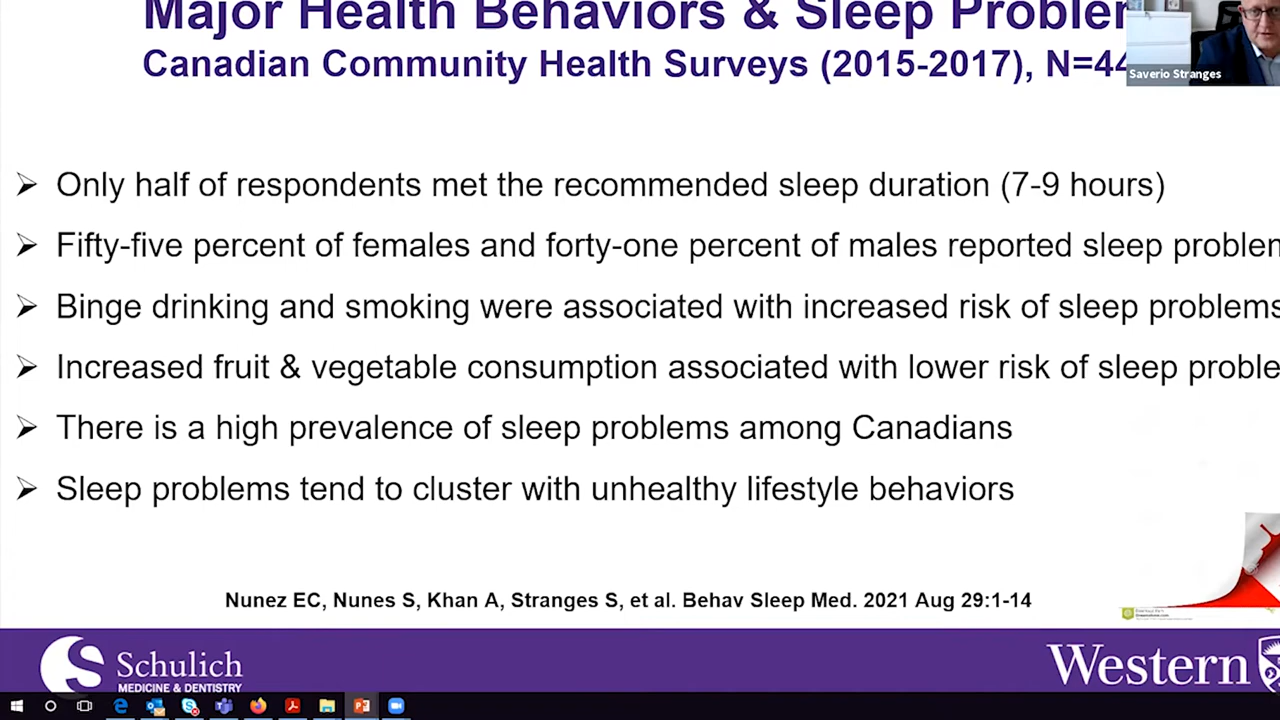 Major Health Behaviors & Sleep Problem
Canadian Community Health Surveys (2015-2017), N=44
Saverio Stranges
➢ Only half of respondents met the recommended sleep duration (7-9 hours)
➢ Fifty-five percent of females and forty-one percent of males reported sleep problem
➢ Binge drinking and smoking were associated with increased risk of sleep problems
➢ Increased fruit & vegetable consumption associated with lower risk of sleep proble
➢ There is a high prevalence of sleep problems among Canadians
➢ Sleep problems tend to cluster with unhealthy lifestyle behaviors
Nunez EC, Nunes S, Khan A, Stranges S, et al. Behav Sleep Med. 2021 Aug 29:1-14
Schulich
MEDICINE & DENTISTRY
Western